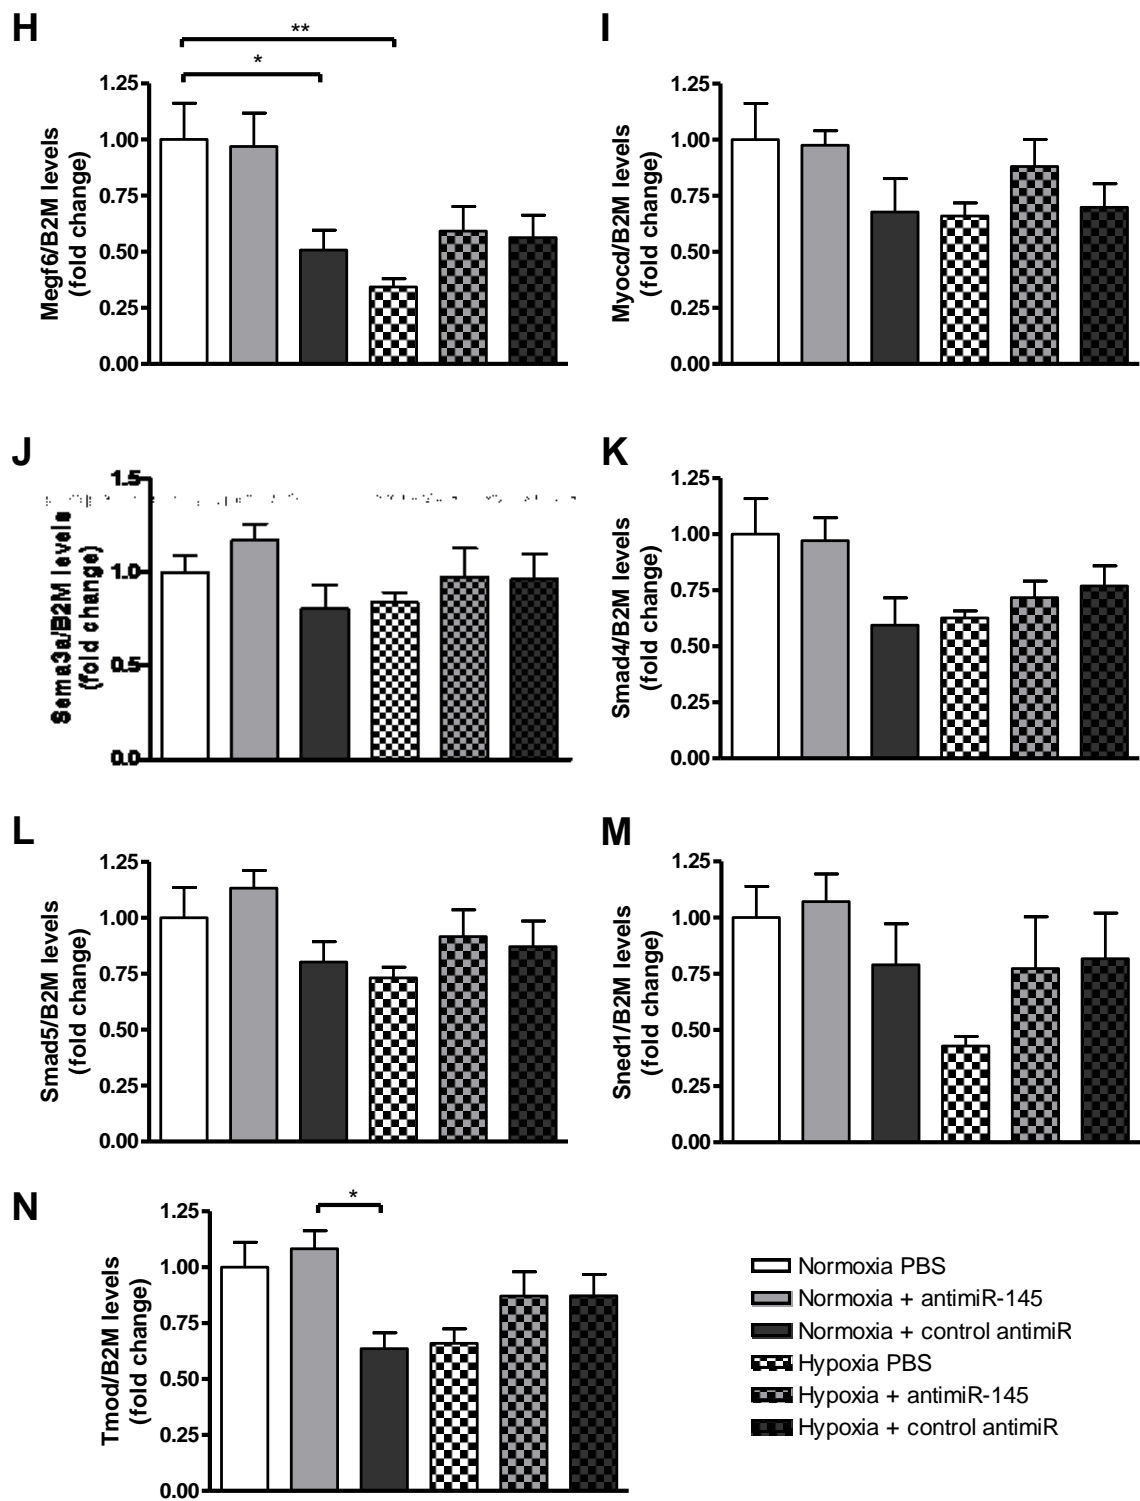 H
**
*
1.25
1.00
0.75
0.50
0.25
0.00
Megf6/B2M levels
(fold change)
I
1.25
1.00
0.75
0.50
0.25
0.00
Myocd/B2M levels
(fold change)
J
1.5
1.0
0.5
0.0
Sema3a/B2M levels
(fold change)
K
1.25
1.00
0.75
0.50
0.25
0.00
Smad4/B2M levels
(fold change)
L
1.25
1.00
0.75
0.50
0.25
0.00
Smad5/B2M levels
(fold change)
M
1.25
1.00
0.75
0.50
0.25
0.00
Sned1/B2M levels
(fold change)
N
*
1.25
1.00
0.75
0.50
0.25
0.00
Tmod/B2M levels
(fold change)
Normoxia PBS
Normoxia + antimiR-145
Normoxia + control antimiR
Hypoxia PBS
Hypoxia + antimiR-145
Hypoxia + control antimiR